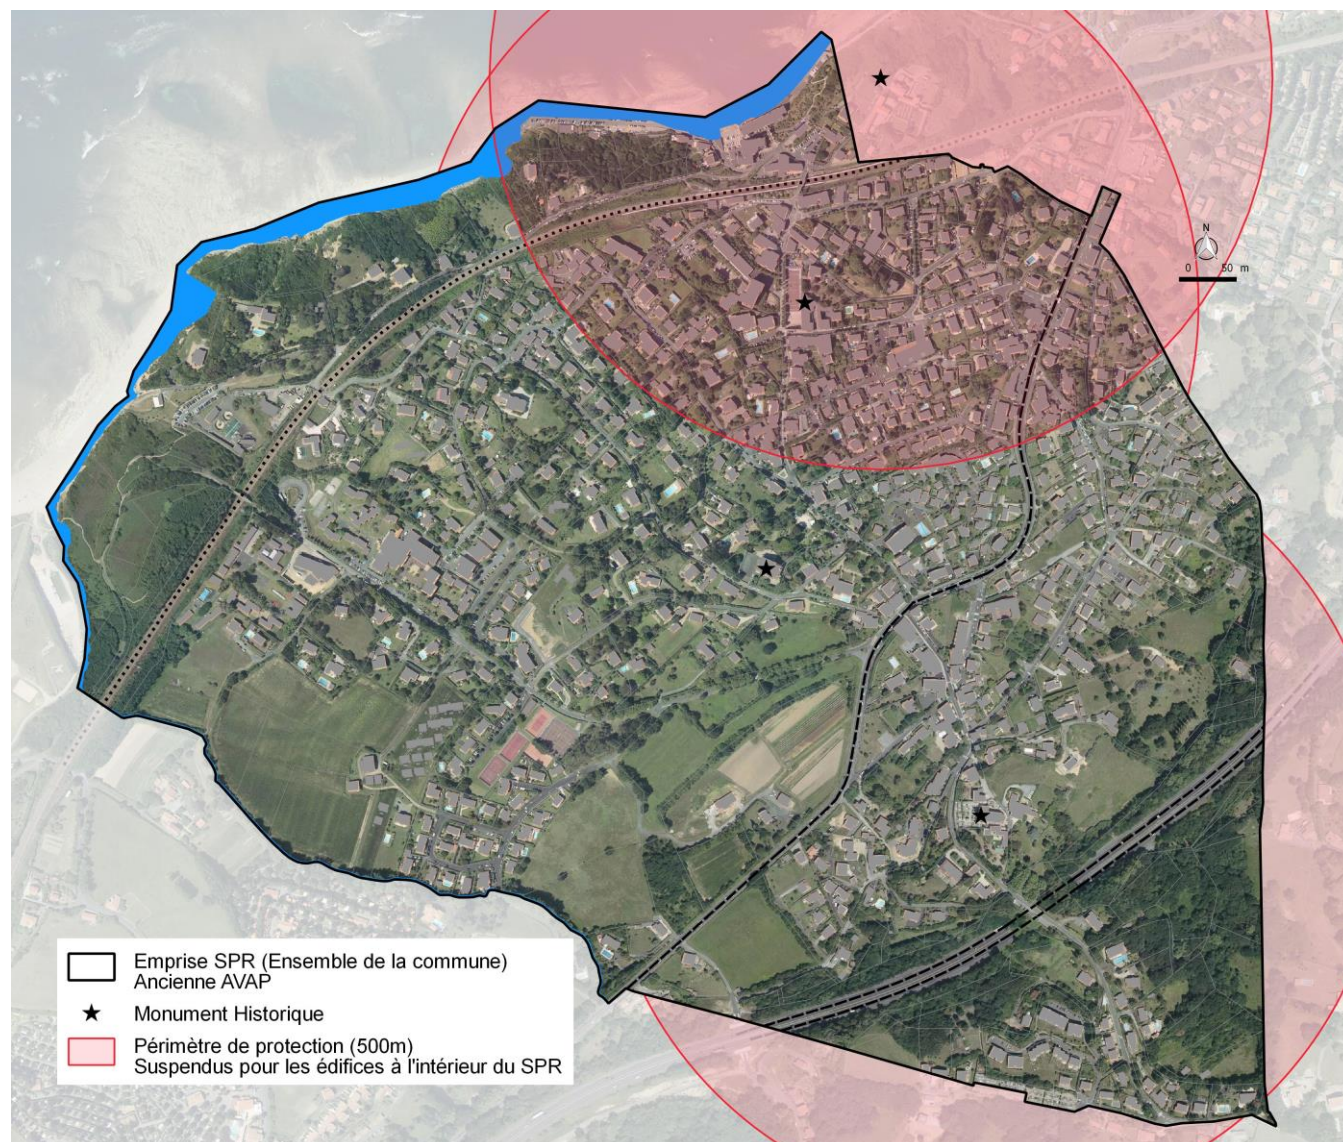 N
0 50 m
Emprise SPR (Ensemble de la commune)
Ancienne AVAP
Monument Historique
Périmètre de protection (500m)
Suspendus pour les édifices à l'intérieur du SPR